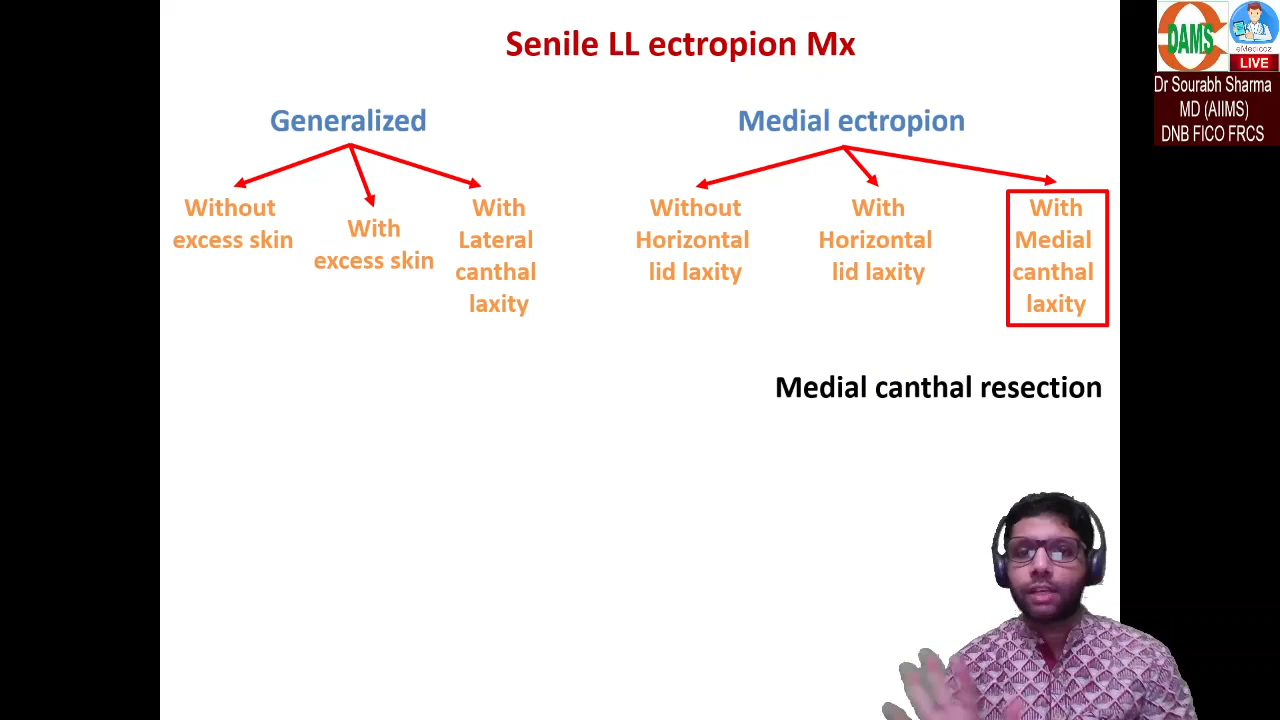 Senile LL ectropion Mx
Generalized
Medial ectropion
Without
excess skin
With
excess skin
With
Lateral
canthal
laxity
Without
Horizontal
lid laxity
With
Horizontal
lid laxity
With
Medial
canthal
laxity
Medial canthal resection
DAMS
eMedicoz
LIVE
Dr Sourabh Sharma
MD (AIIMS)
DNB FICO FRCS